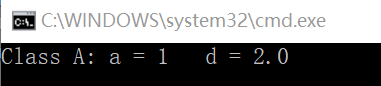 C:\WINDOWS\system32\cmd.exe
Class A: a = 1   d = 2.0